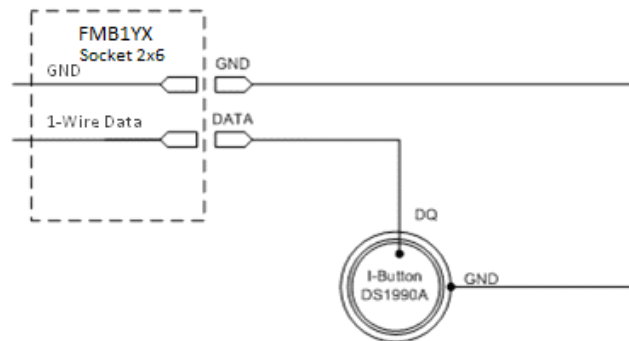 FMB1YX
Socket 2x6
GND
GND
1-Wire Data
DATA
DQ
I-Button
DS1990A
GND